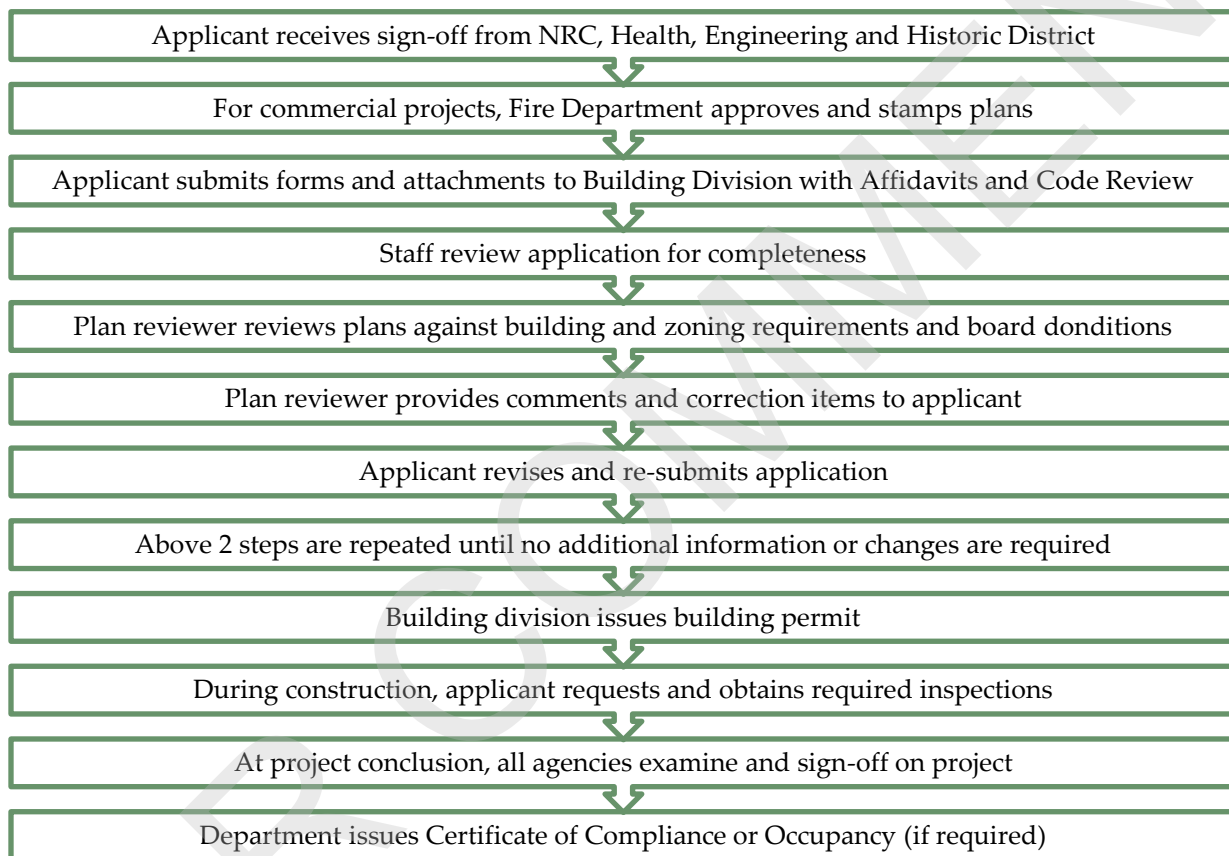 Applicant receives sign-off from NRC, Health, Engineering and Historic District
For commercial projects, Fire Department approves and stamps plans
Applicant submits forms and attachments to Building Division with Affidavits and Code Review
Staff review application for completeness
Plan reviewer reviews plans against building and zoning requirements and board donditions
Plan reviewer provides comments and correction items to applicant
Applicant revises and re-submits application
Above 2 steps are repeated until no additional information or changes are required
Building division issues building permit
During construction, applicant requests and obtains required inspections
At project conclusion, all agencies examine and sign-off on project
Department issues Certificate of Compliance or Occupancy (if required)
R COMMEN